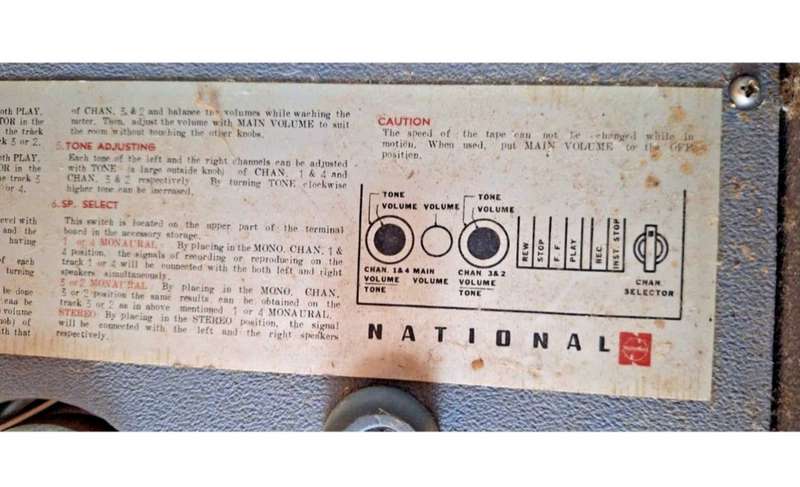 oth PLAY.
TOR in the
the track
k 3 or 2.
th PLAY.
OR in the
e track 3
or 4.
evel with
and the
having
of each
turning
be done
can be
volume
nob) of
th that
of CHAN. 3 & 2 and balance the volumes while waching the
meter. Then, adjust the volume with MAIN VOLUME to suit
the room without touching the other knobs.
5. TONE ADJUSTING
Each tone of the left and the right channels can be adjusted
with TONE (a large outside knob) of CHAN. 1 & 4 and
CHAN. 3 & 2 respectively. By turning TONE clockwise
higher tone can be increased.
6. SP. SELECT
This switch is located on the upper part of the terminal
board in the accessory storage.
1 or 4 MONAURAL By placing in the MONO, CHAN. 1 &
4 position, the signals of recording or reproducing on the
track 1 or 4 will be connected with the both left and right
speakers simultaneously.
3 or 2 MONAURAL By placing in the MONO, CHAN.
3 or 2 position the same results, can be obtained on the
track 3 or 2 as in above mentioned 1 or 4 MONAURAL.
STEREO By placing in the STEREO position, the signal
will be connected with the left and the right speakers
respectively.
CAUTION
The speed of the tape can not be changed while in
motion. When used, put MAIN VOLUME to the OFF
position.
TONE
VOLUME
VOLUME
TONE
VOLUME
REW
STOP
F F
PLAY
REC
INST. STOP
CHAN. 1&4
VOLUME
TONE
MAIN
VOLUME
CHAN. 3&2
VOLUME
TONE
CHAN.
SELECTOR
NATIONAL